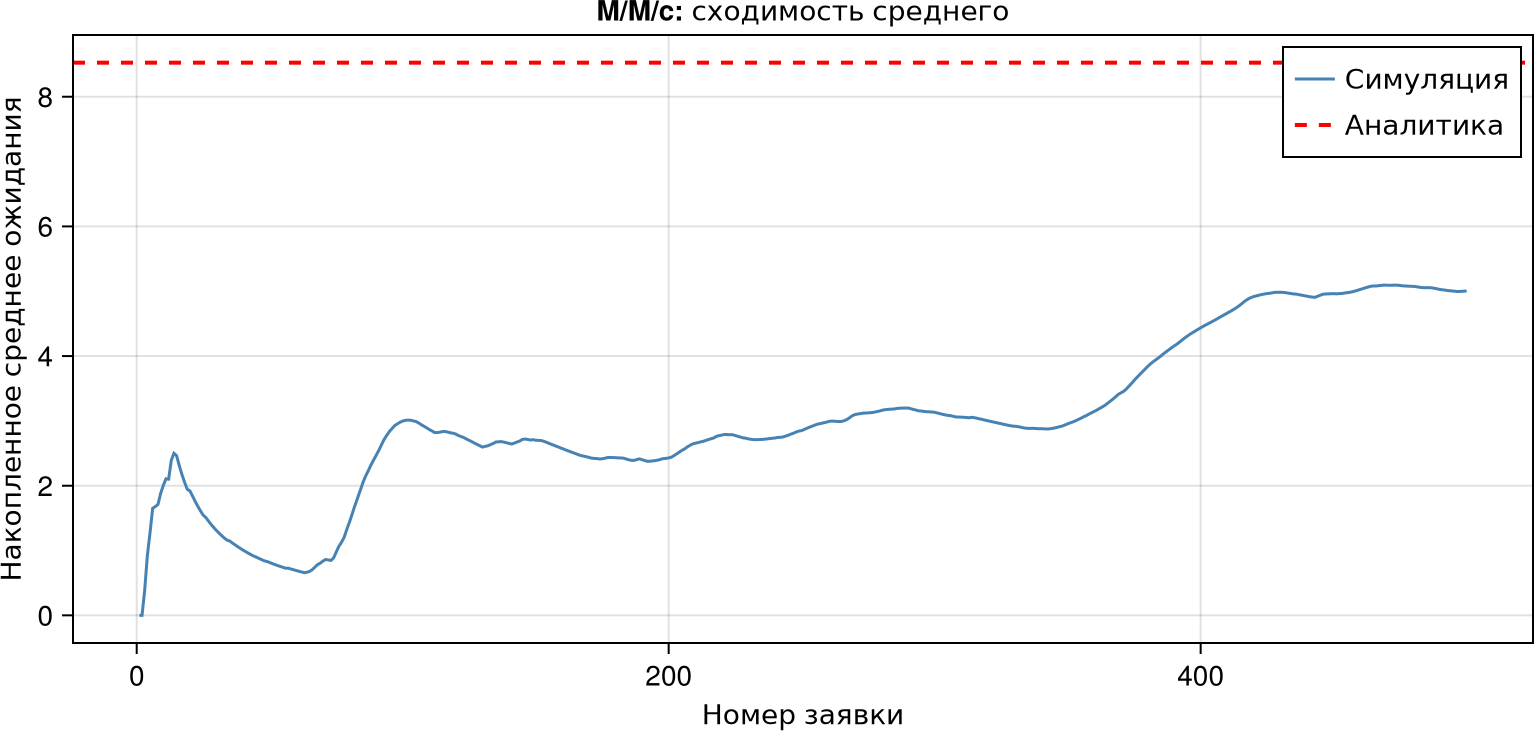 M/M/c: сходимость среднего
Накопленное среднее ожидания
8
6
4
2
0
Симуляция
Аналитика
0 200 400
Номер заявки